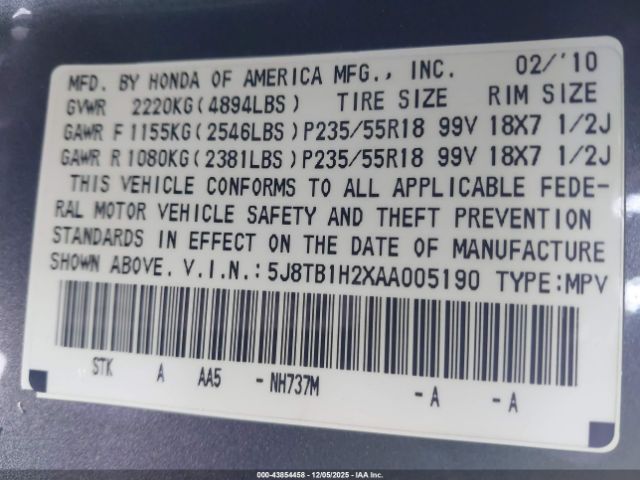 MFD. BY HONDA OF AMERICA MFG., INC. 02/'10
GVWR 2220KG(4894LBS) TIRE SIZE RIM SIZE
GAWR F1155KG(2546LBS)P235/55R18 99V 18X7 1/2J
GAWR R1080KG(2381LBS)P235/55R18 99V 18X7 1/2J
THIS VEHICLE CONFORMS TO ALL APPLICABLE FEDE-
RAL MOTOR VEHICLE SAFETY AND THEFT PREVENTION
STANDARDS IN EFFECT ON THE DATE OF MANUFACTURE
SHOWN ABOVE. V.I.N.:5J8TB1H2XAA005190 TYPE:MPV
STK A AA5 -NH737M -A -A
000-43854458 | 12/05/2025 - IAA Inc.